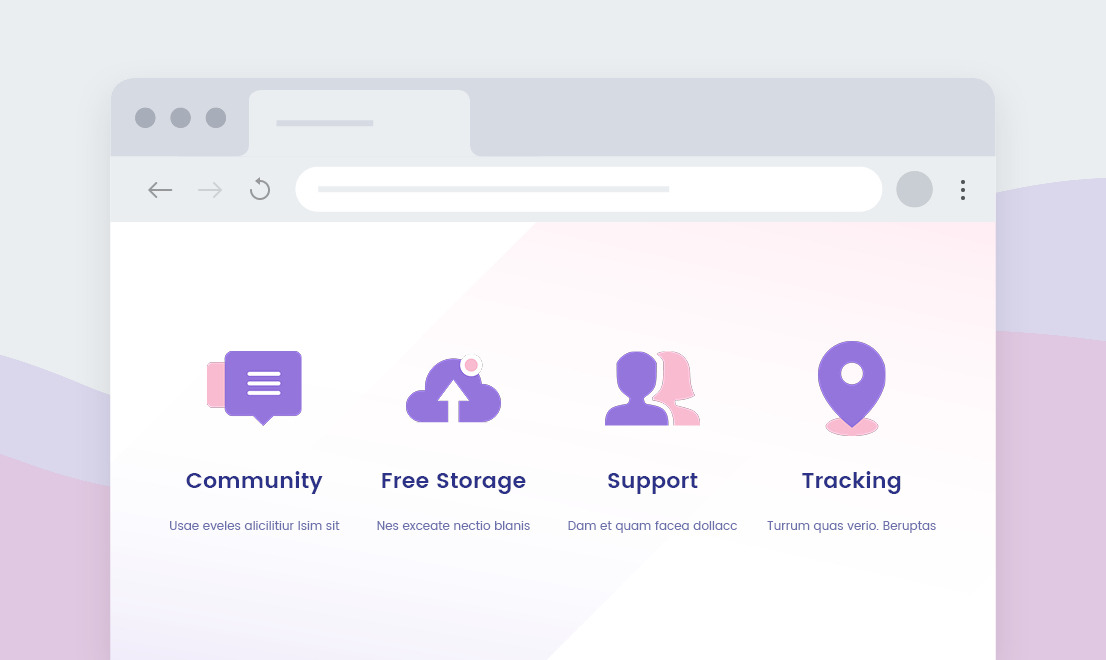 Community
Free Storage
Support
Tracking
Usae eveles alicilitiur Isim sit
Nes exceate nectio blanis
Dam et quam facea dollacc
Turrum quas verio. Beruptas